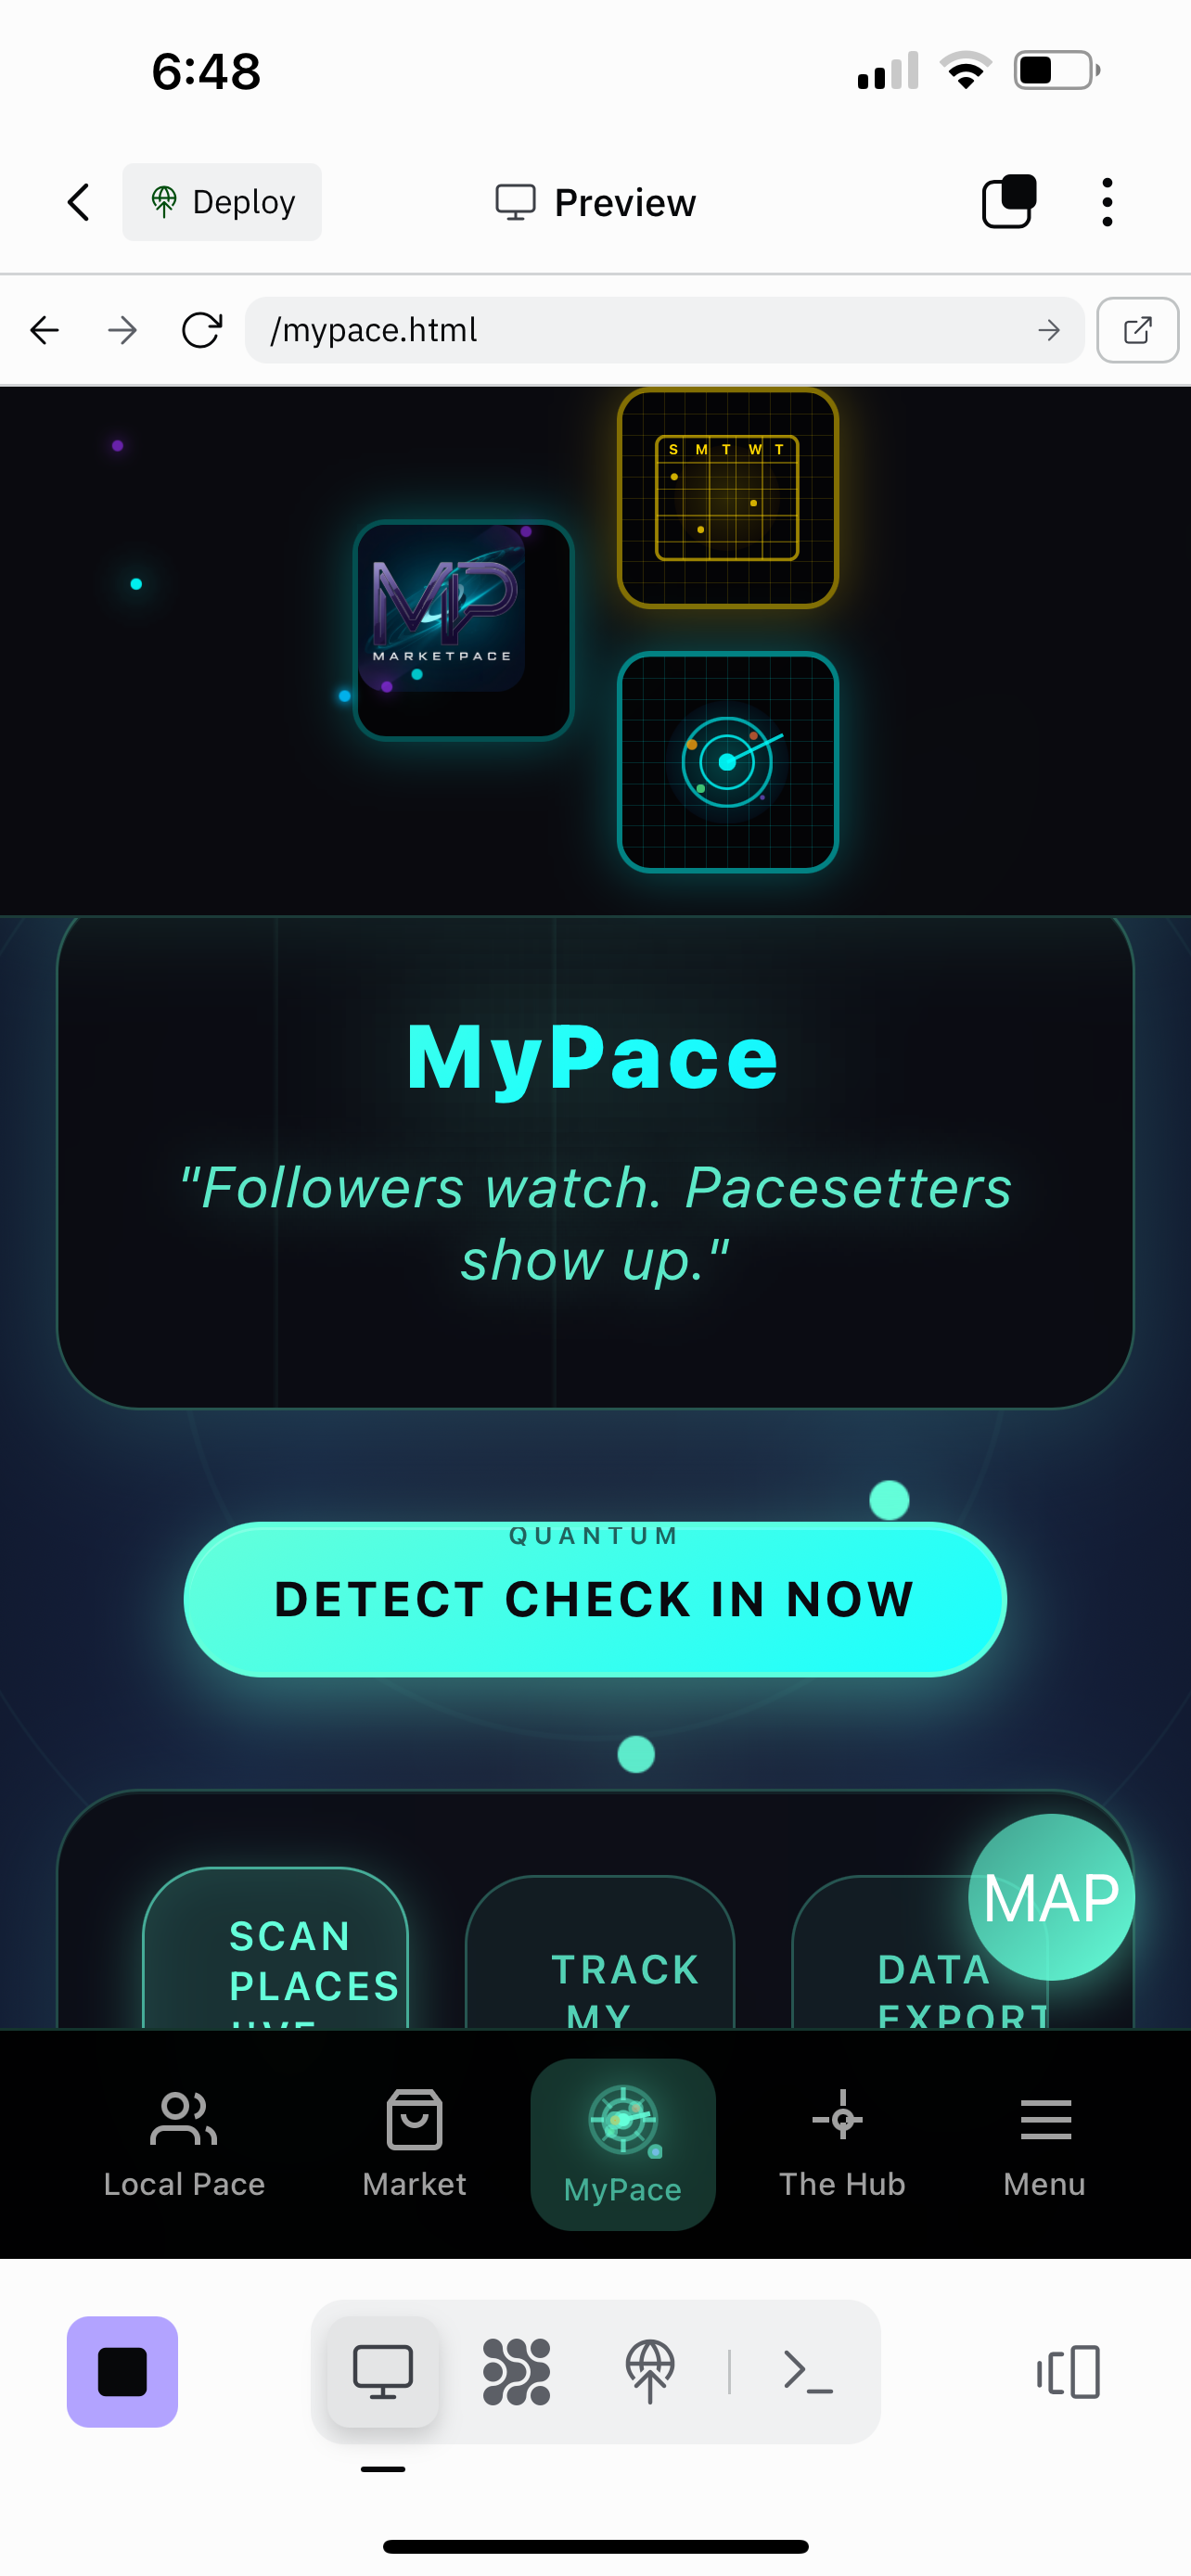 6:48
Deploy
Preview
/mypace.html
S M T W T
MP
MARKETPACE
MyPace
"Followers watch. Pacesetters
show up."
QUANTUM
DETECT CHECK IN NOW
MAP
SCAN
PLACES
TRACK
MY
DATA
EXPORT
Local Pace
Market
MyPace
The Hub
Menu